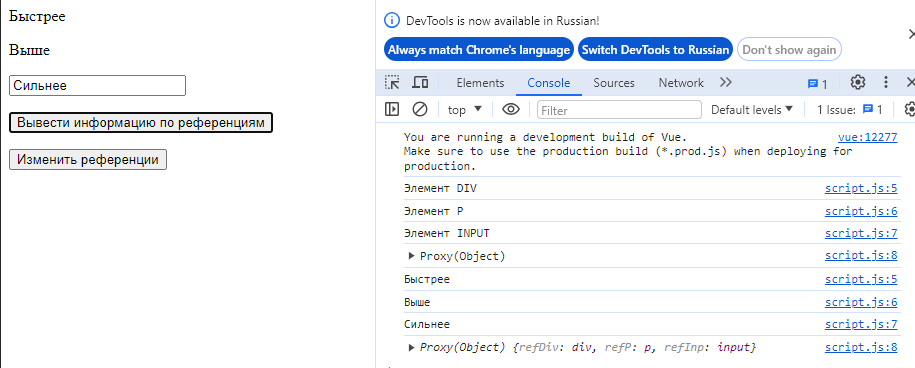 Быстрее
Выше
Сильнее
Вывести информацию по референциям
Изменить референции
DevTools is now available in Russian!
Always match Chrome's language Switch DevTools to Russian Don't show again
Elements Console Sources Network 1
top Filter Default levels 1 Issue: 1
You are running a development build of Vue. vue:12277
Make sure to use the production build (*.prod.js) when deploying for
production.
Элемент DIV script.js:5
Элемент P script.js:6
Элемент INPUT script.js:7
Proxy(Object) script.js:8
Быстрее script.js:5
Выше script.js:6
Сильнее script.js:7
Proxy(Object) {refDiv: div, refP: p, refInp: input} script.js:8